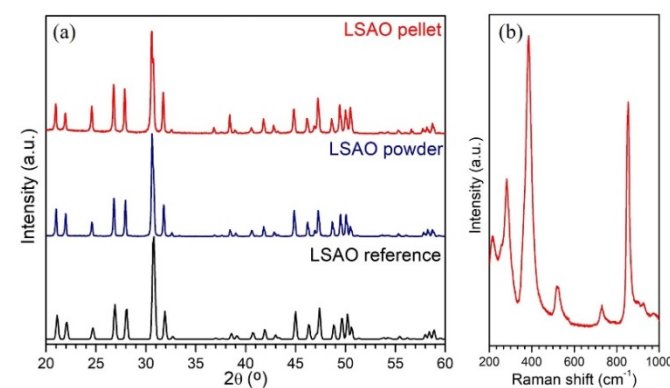 (a)
LSAO pellet
LSAO powder
LSAO reference
Intensity (a.u.)
20 25 30 35 40 45 50 55 60
2θ (º)
(b)
Intensity (a.u.)
200 400 600 800 1000
Raman shift (cm⁻¹)